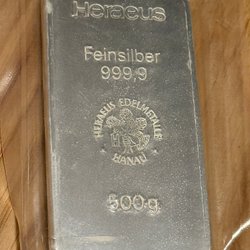 Heraeus
Feinsilber
999,9
HERAEUS EDELMETALLE
HANAU
500g